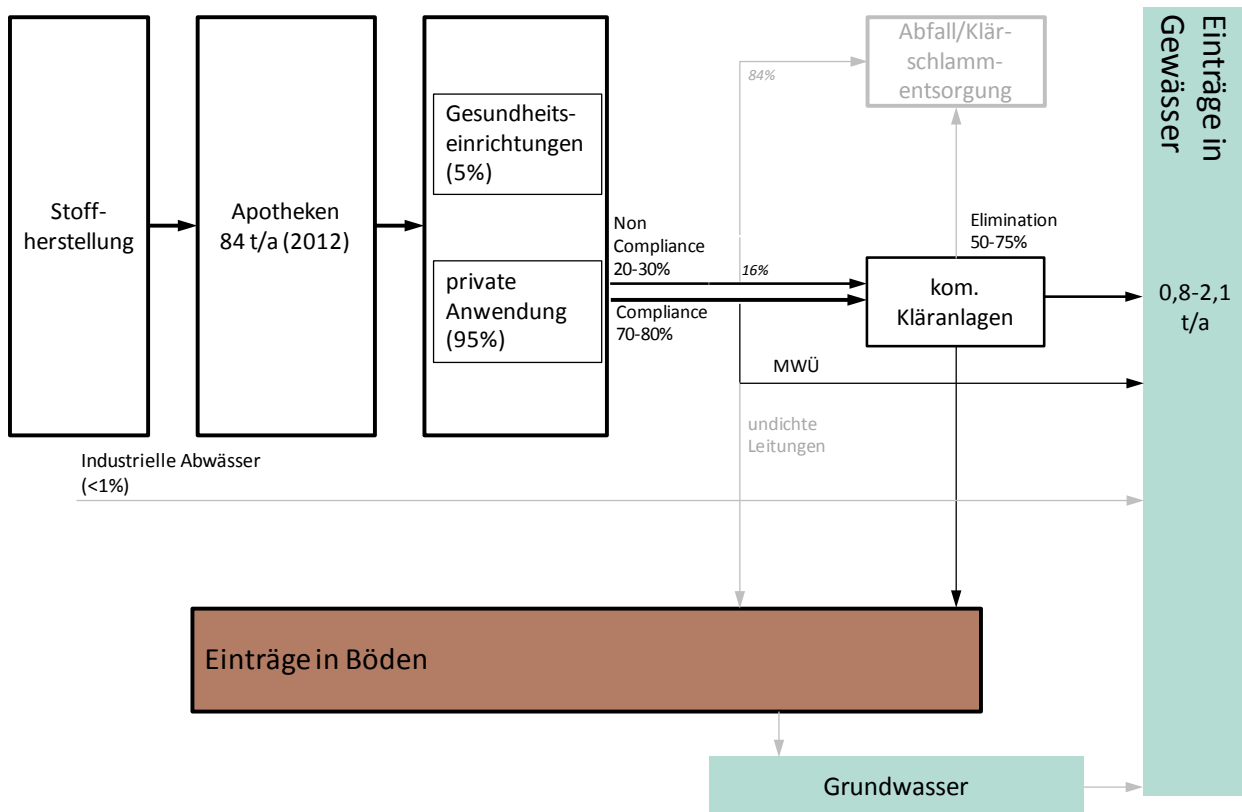 Stoff-
herstellung
Apotheken
84 t/a (2012)
Gesundheits-
einrichtungen
(5%)
private
Anwendung
(95%)
Non
Compliance
20-30%
Compliance
70-80%
84%
16%
Abfall/Klär-
schlamm-
entsorgung
Elimination
50-75%
kom.
Kläranlagen
MWÜ
undichte
Leitungen
Industrielle Abwässer
(<1%)
Einträge in
Gewässer
0,8-2,1
t/a
Einträge in Böden
Grundwasser